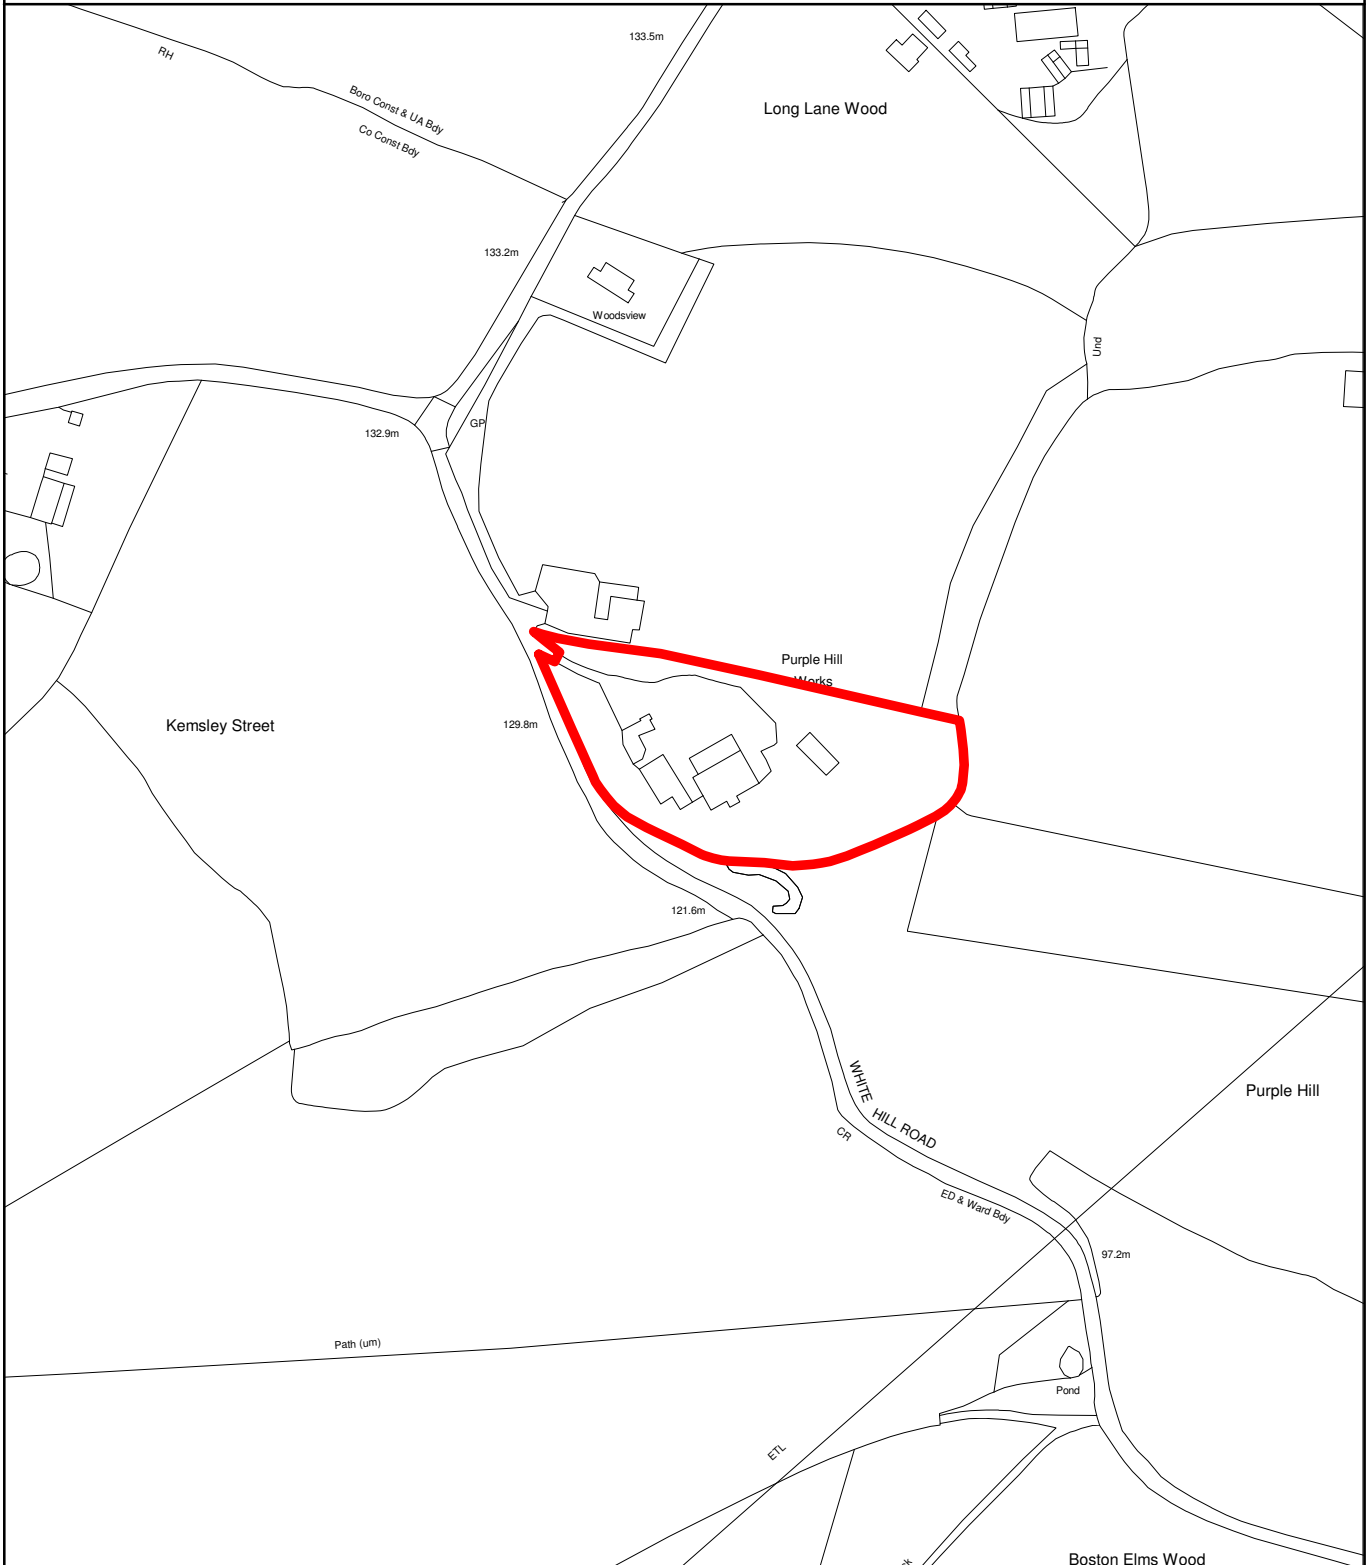 133.5m
RH
Boro Const & UA Bdy
Co Const Bdy
Long Lane Wood
133.2m
Woodsview
Und
GP
132.9m
Purple Hill
Works
Kemsley Street
129.8m
121.6m
WHITE HILL ROAD
CR
Purple Hill
ED & Ward Bdy
97.2m
Path (um)
Pond
ETL
Boston Elms Wood